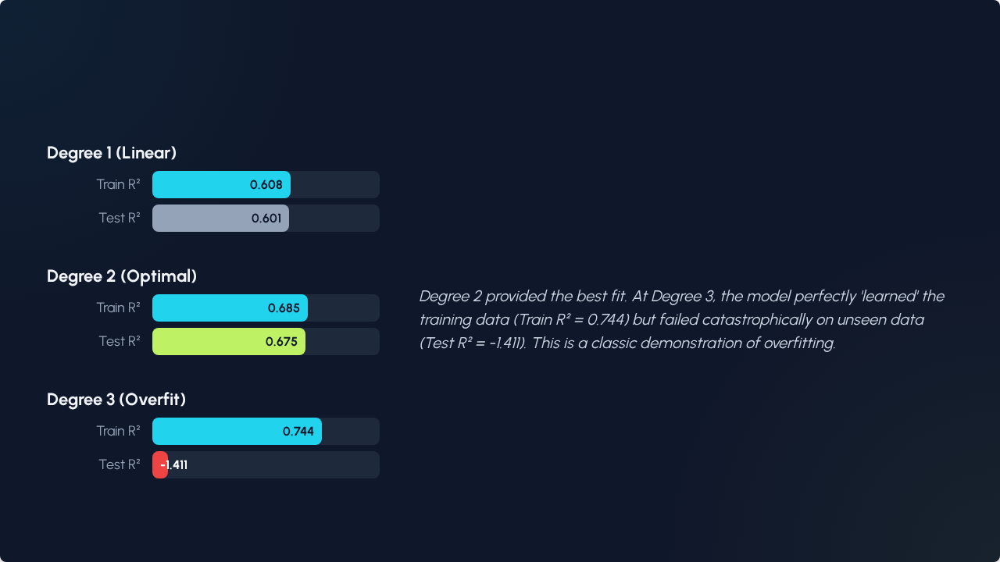 Degree 1 (Linear)
Train R² 0.608
Test R² 0.601
Degree 2 (Optimal)
Train R² 0.685
Test R² 0.675
Degree 3 (Overfit)
Train R² 0.744
Test R² -1.411
Degree 2 provided the best fit. At Degree 3, the model perfectly 'learned' the
training data (Train R² = 0.744) but failed catastrophically on unseen data
(Test R² = -1.411). This is a classic demonstration of overfitting.